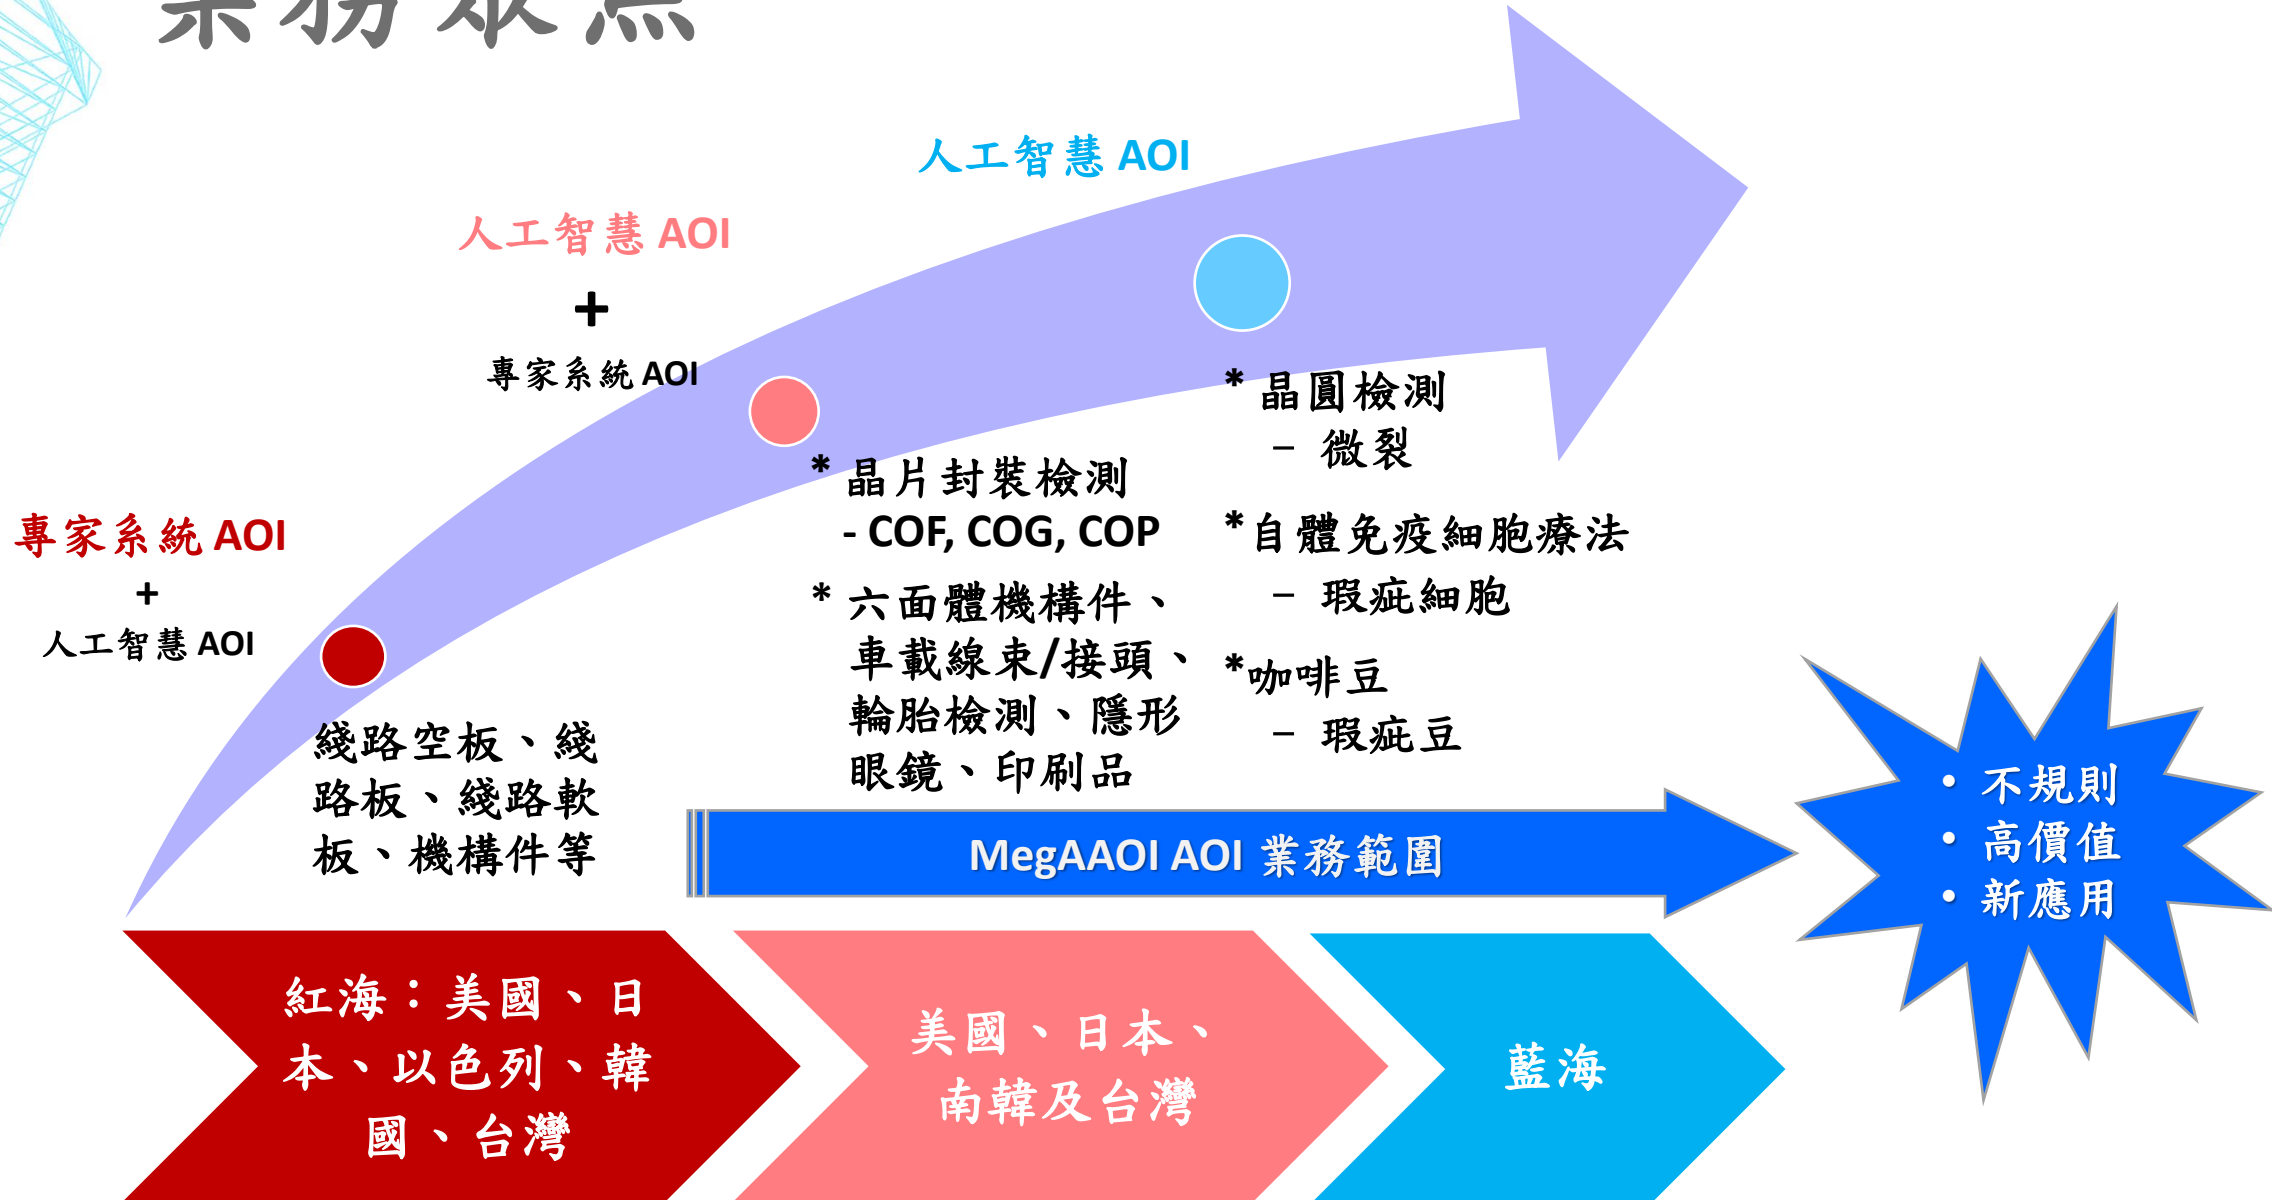 業務聚焦
人工智慧 AOI
人工智慧 AOI
+
專家系統 AOI
專家系統 AOI
+
人工智慧 AOI
綫路空板、綫
路板、綫路軟
板、機構件等
* 晶片封裝檢測
- COF, COG, COP
* 六面體機構件、
車載線束/接頭、
輪胎檢測、隱形
眼鏡、印刷品
* 晶圓檢測
– 微裂
*自體免疫細胞療法
– 瑕疵細胞
*咖啡豆
– 瑕疵豆
MegAAOI AOI 業務範圍
• 不規則
• 高價值
• 新應用
紅海：美國、日
本、以色列、韓
國、台灣
美國、日本、
南韓及台灣
藍海